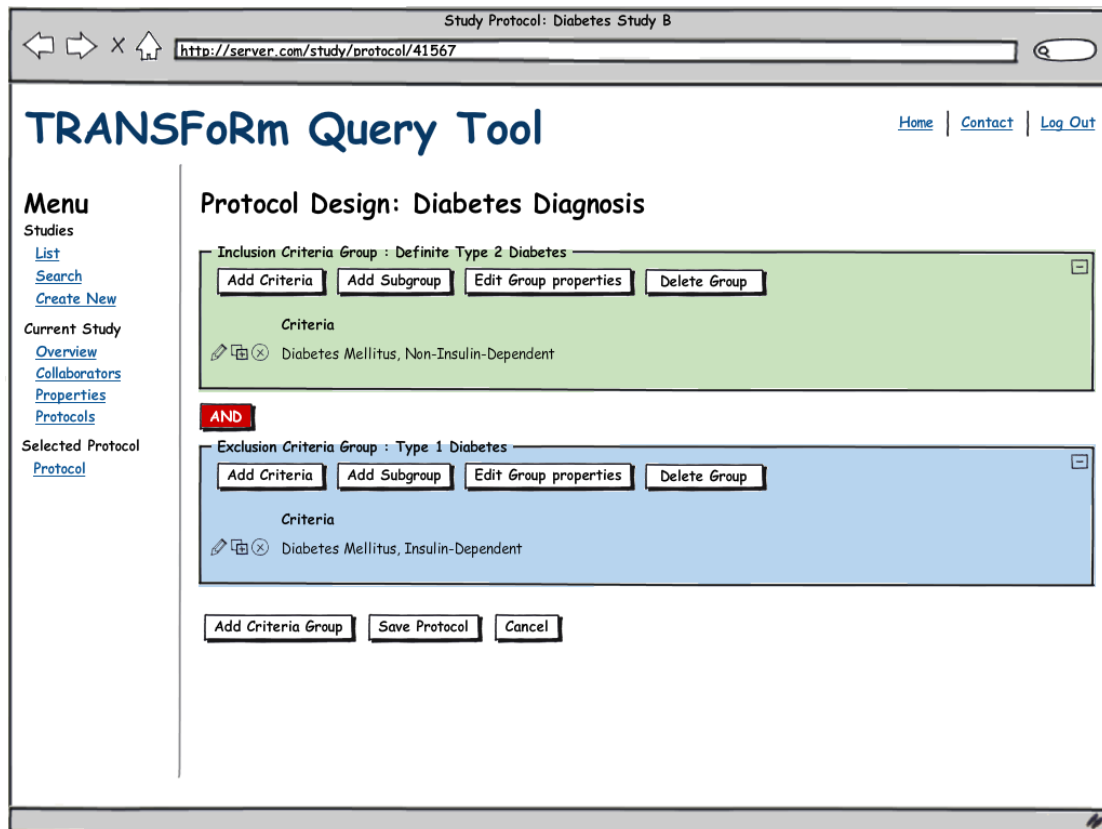 Study Protocol: Diabetes Study B
http://server.com/study/protocol/41567
TRANSFoRm Query Tool
Home Contact Log Out
Menu
Studies
List
Search
Create New
Current Study
Overview
Collaborators
Properties
Protocols
Selected Protocol
Protocol
Protocol Design: Diabetes Diagnosis
Inclusion Criteria Group : Definite Type 2 Diabetes
Add Criteria Add Subgroup Edit Group properties Delete Group
Criteria
Diabetes Mellitus, Non-Insulin-Dependent
AND
Exclusion Criteria Group : Type 1 Diabetes
Add Criteria Add Subgroup Edit Group properties Delete Group
Criteria
Diabetes Mellitus, Insulin-Dependent
Add Criteria Group Save Protocol Cancel